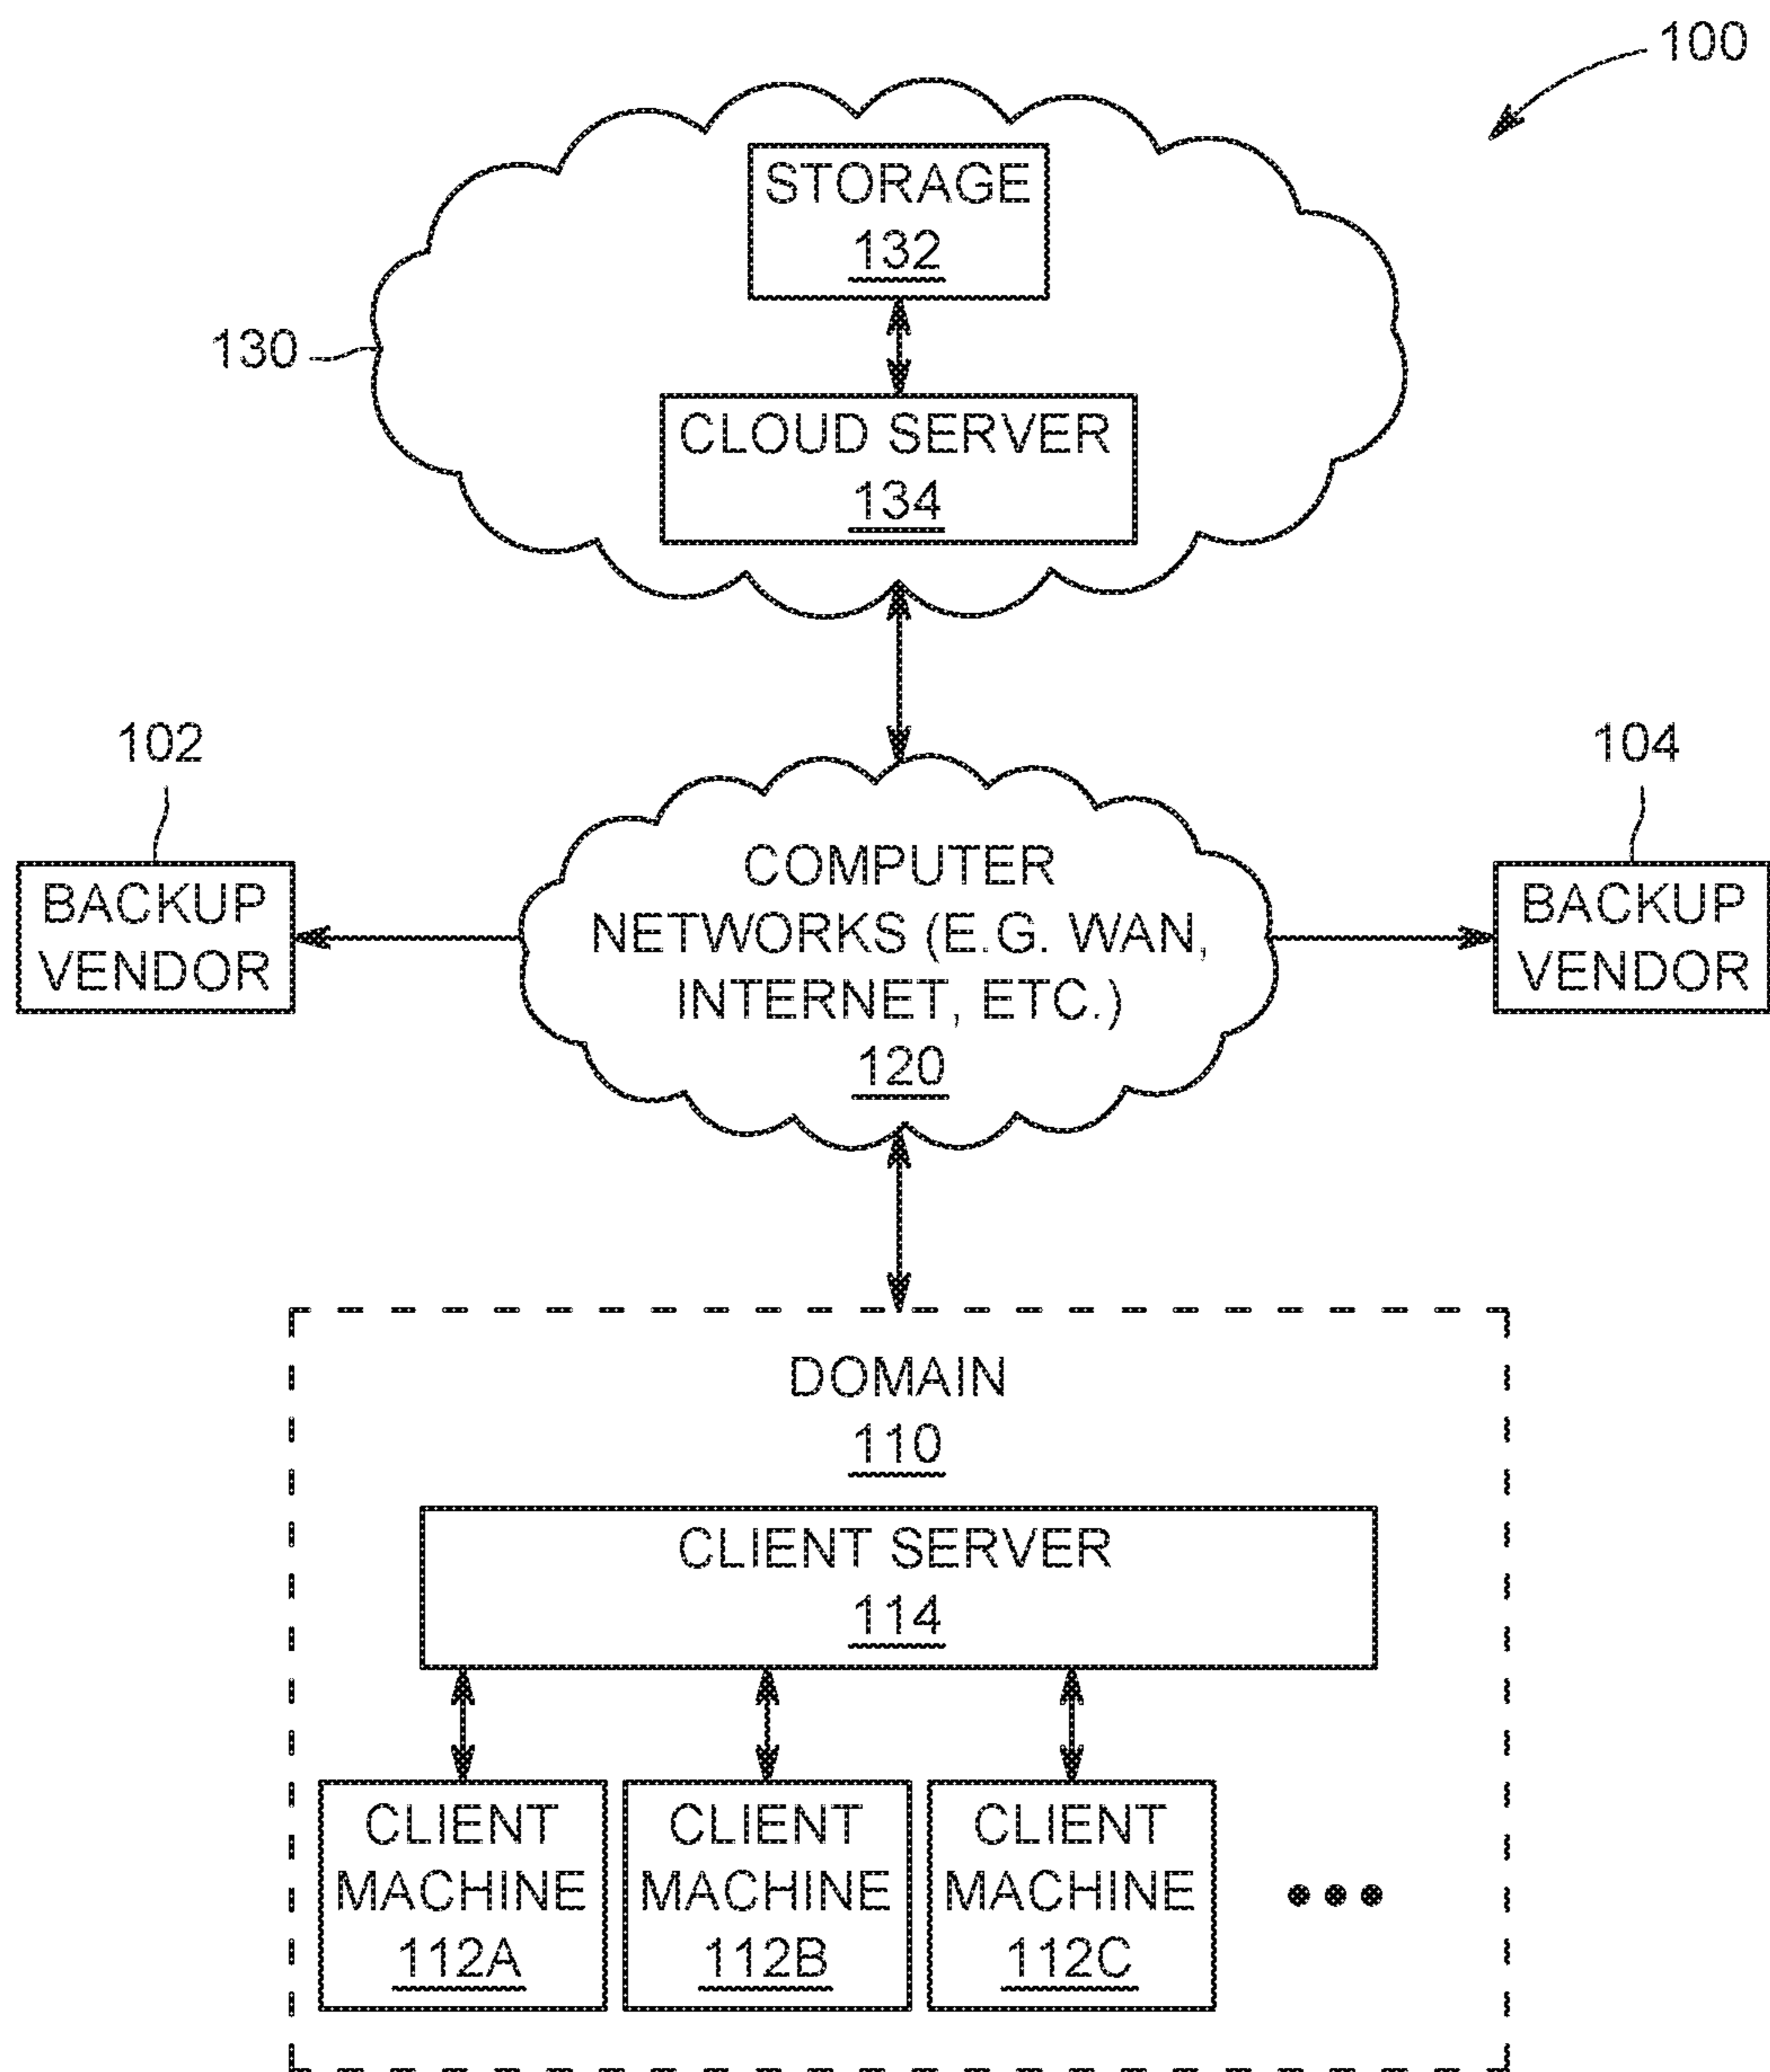 100
STORAGE
132
130
CLOUD SERVER
134
102
104
BACKUP
VENDOR
COMPUTER
NETWORKS (E.G. WAN,
INTERNET, ETC.)
120
BACKUP
VENDOR
DOMAIN
110
CLIENT SERVER
114
CLIENT
MACHINE
112A
CLIENT
MACHINE
112B
CLIENT
MACHINE
112C